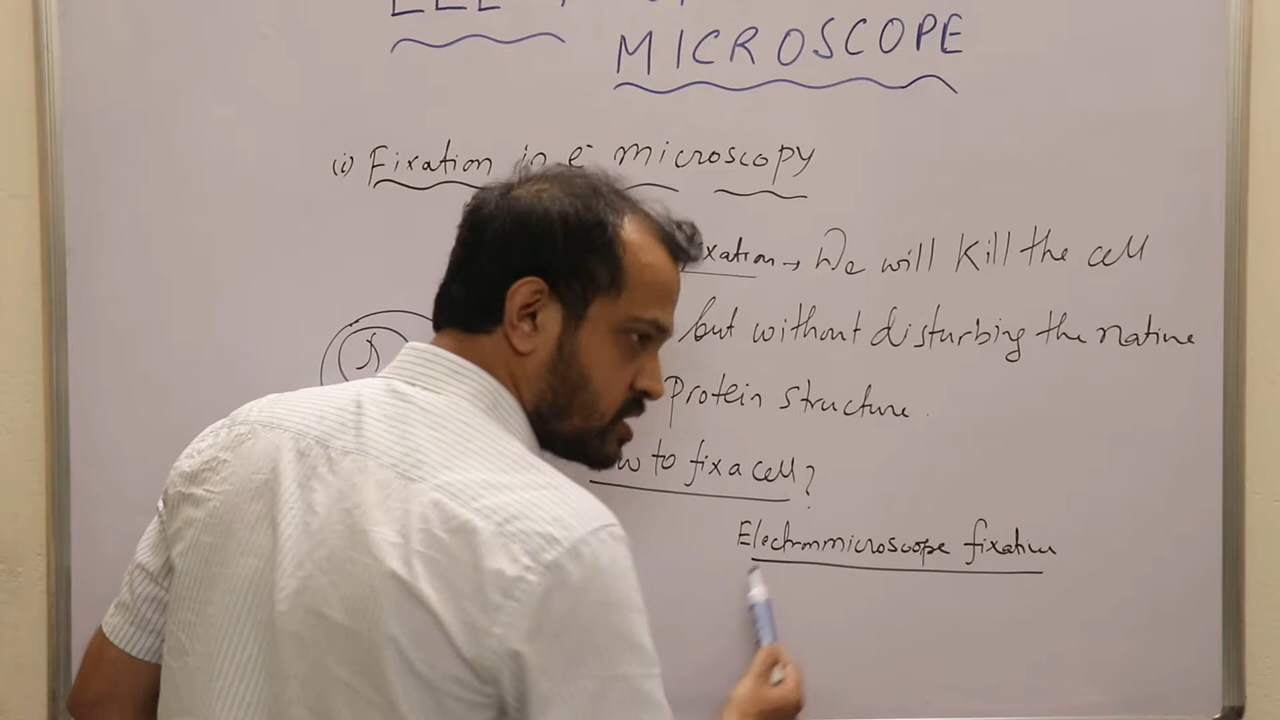 MICROSCOPE
(i) Fixation in e⁻ microscopy
xation → We will Kill the cell
but without disturbing the native
Protein structure.
w to fix a cell?
Electronmicroscope fixation